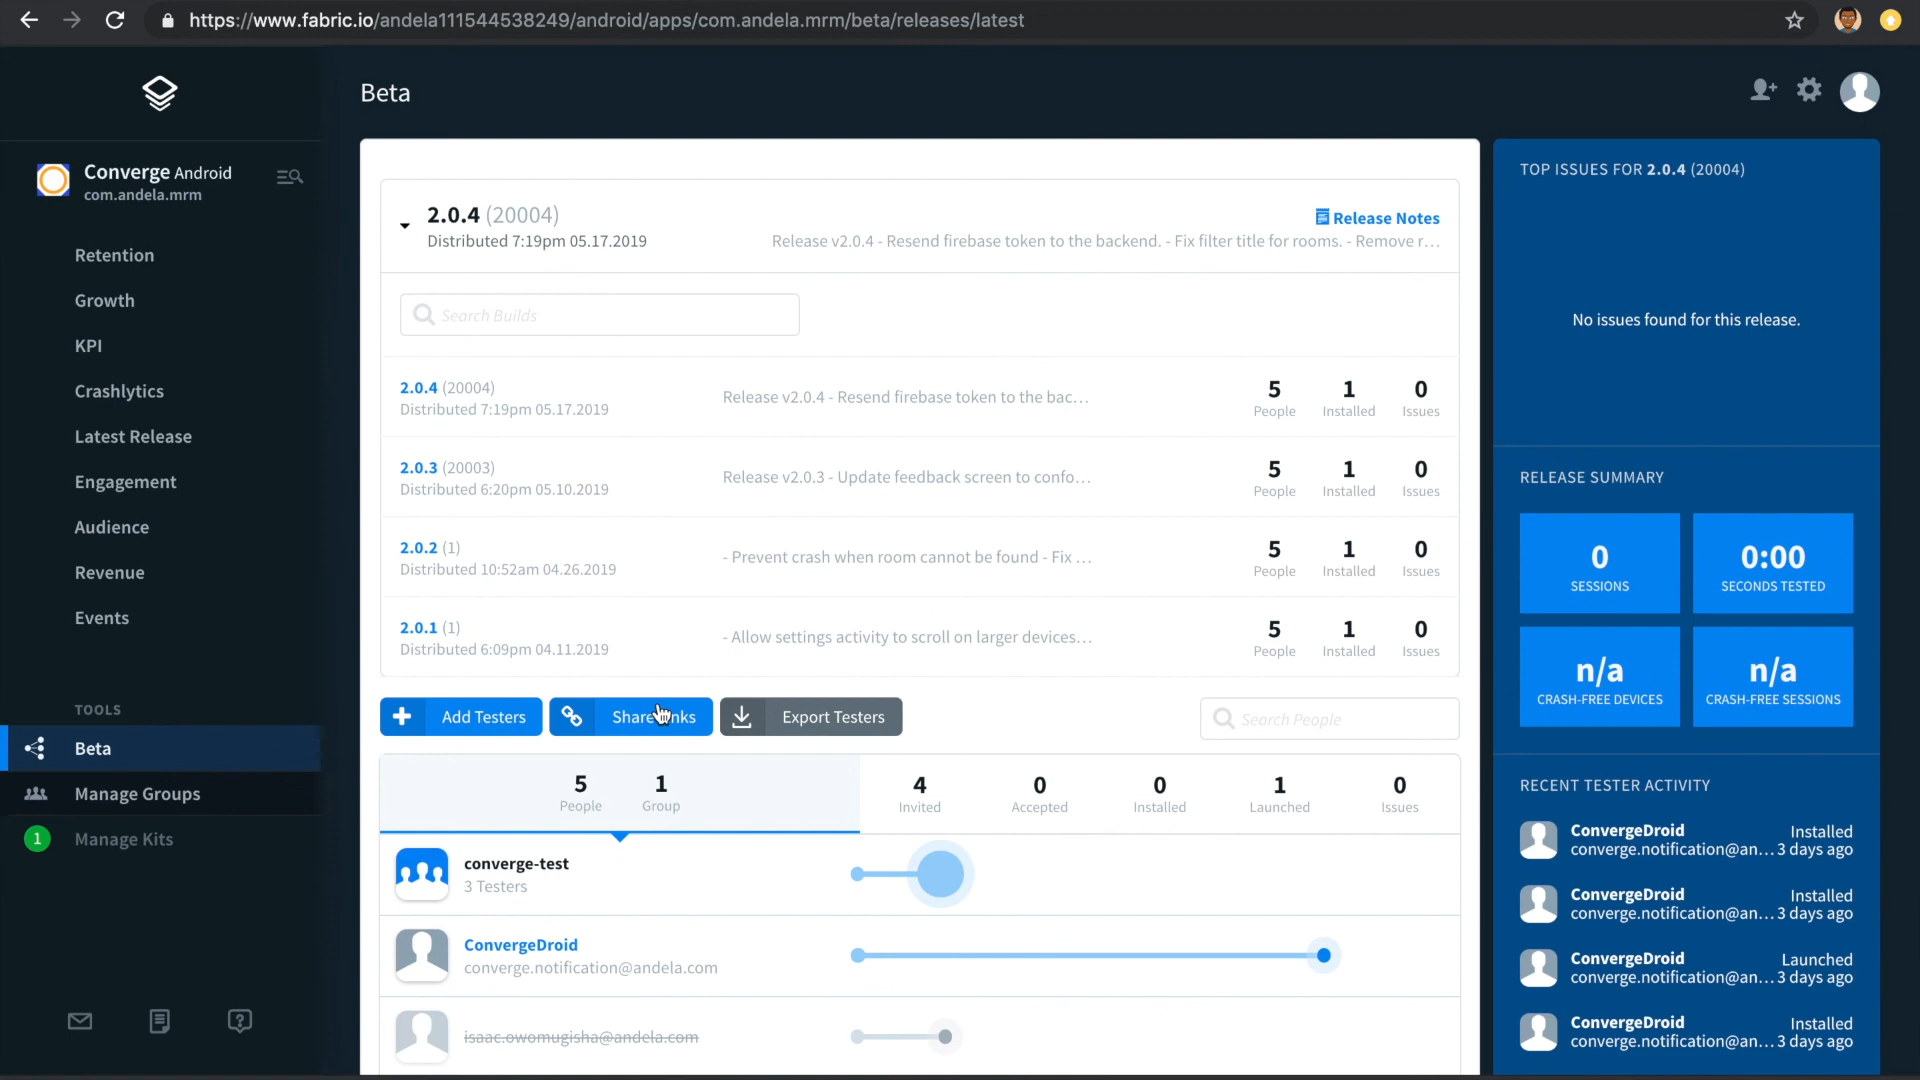 https://www.fabric.io/andela111544538249/android/apps/com.andela.mrm/beta/releases/latest
Beta
Converge Android
com.andela.mrm
Retention
Growth
KPI
Crashlytics
Latest Release
Engagement
Audience
Revenue
Events
TOOLS
Beta
Manage Groups
1
Manage Kits
2.0.4 (20004)
Distributed 7:19pm 05.17.2019
Release Notes
Release v2.0.4 - Resend firebase token to the backend. - Fix filter title for rooms. - Remove r…
Search Builds
2.0.4 (20004)
Distributed 7:19pm 05.17.2019
Release v2.0.4 - Resend firebase token to the bac…
5 1 0
People Installed Issues
2.0.3 (20003)
Distributed 6:20pm 05.10.2019
Release v2.0.3 - Update feedback screen to confo…
5 1 0
People Installed Issues
2.0.2 (1)
Distributed 10:52am 04.26.2019
- Prevent crash when room cannot be found - Fix …
5 1 0
People Installed Issues
2.0.1 (1)
Distributed 6:09pm 04.11.2019
- Allow settings activity to scroll on larger devices…
5 1 0
People Installed Issues
Add Testers
Share
Export Testers
Search People
5 1 4 0 0 1 0
People Group Invited Accepted Installed Launched Issues
converge-test
3 Testers
ConvergeDroid
converge.notification@andela.com
isaac.owomugisha@andela.com
TOP ISSUES FOR 2.0.4 (20004)
No issues found for this release.
RELEASE SUMMARY
0
SESSIONS
0:00
SECONDS TESTED
n/a
CRASH-FREE DEVICES
n/a
CRASH-FREE SESSIONS
RECENT TESTER ACTIVITY
ConvergeDroid Installed
converge.notification@an… 3 days ago
ConvergeDroid Installed
converge.notification@an… 3 days ago
ConvergeDroid Launched
converge.notification@an… 3 days ago
ConvergeDroid Installed
converge.notification@an… 3 days ago